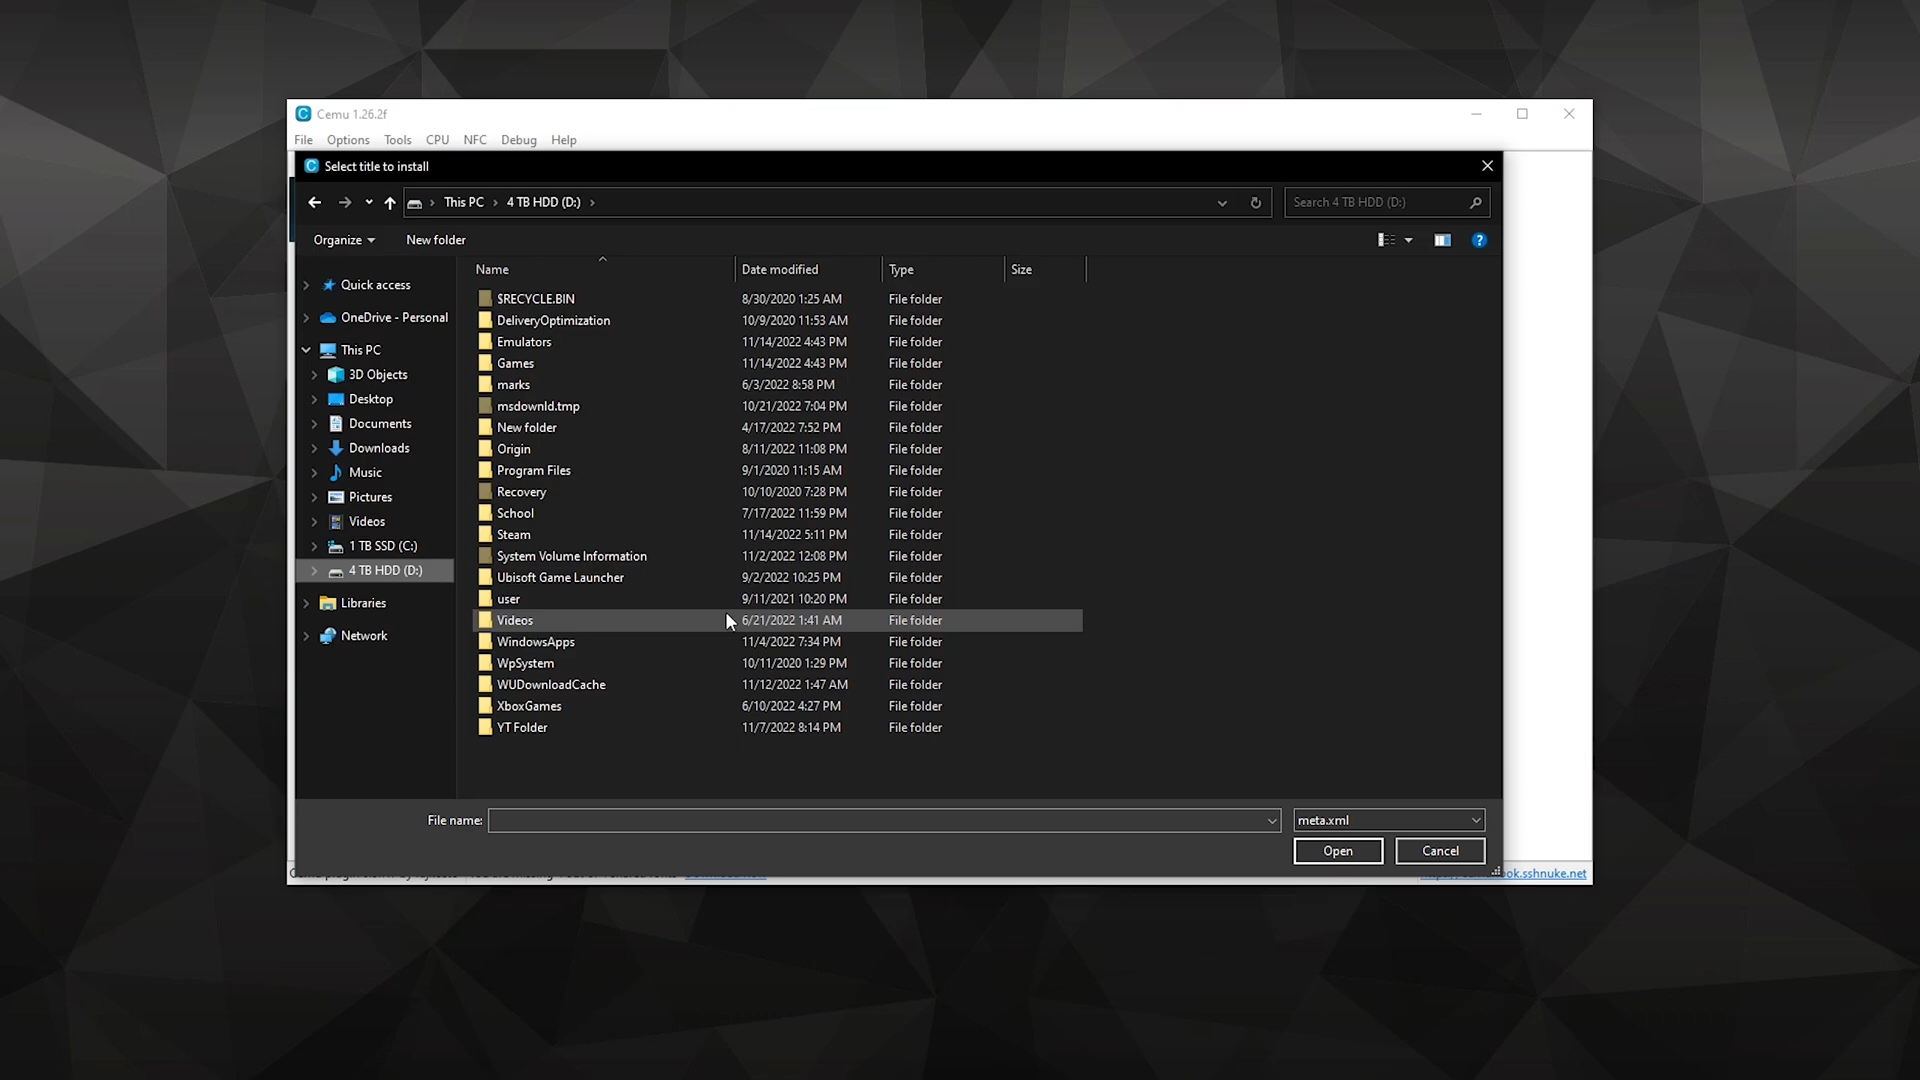 Cemu 1.26.2f
File Options Tools CPU NFC Debug Help
Select title to install
This PC > 4 TB HDD (D:) >
Search 4 TB HDD (D:)
Organize New folder
Name Date modified Type Size
Quick access
OneDrive - Personal
This PC
3D Objects
Desktop
Documents
Downloads
Music
Pictures
Videos
1 TB SSD (C:)
4 TB HDD (D:)
Libraries
Network
$RECYCLE.BIN 8/30/2020 1:25 AM File folder
DeliveryOptimization 10/9/2020 11:53 AM File folder
Emulators 11/14/2022 4:43 PM File folder
Games 11/14/2022 4:43 PM File folder
marks 6/3/2022 8:58 PM File folder
msdownld.tmp 10/21/2022 7:04 PM File folder
New folder 4/17/2022 7:52 PM File folder
Origin 8/11/2022 11:08 PM File folder
Program Files 9/1/2020 11:15 AM File folder
Recovery 10/10/2020 7:28 PM File folder
School 7/17/2022 11:59 PM File folder
Steam 11/14/2022 5:11 PM File folder
System Volume Information 11/2/2022 12:08 PM File folder
Ubisoft Game Launcher 9/2/2022 10:25 PM File folder
user 9/11/2021 10:20 PM File folder
Videos 6/21/2022 1:41 AM File folder
WindowsApps 11/4/2022 7:34 PM File folder
WpSystem 10/11/2020 1:29 PM File folder
WUDownloadCache 11/12/2022 1:47 AM File folder
XboxGames 6/10/2022 4:27 PM File folder
YT Folder 11/7/2022 8:14 PM File folder
File name:
meta.xml
Open Cancel
ok.sshnuke.net